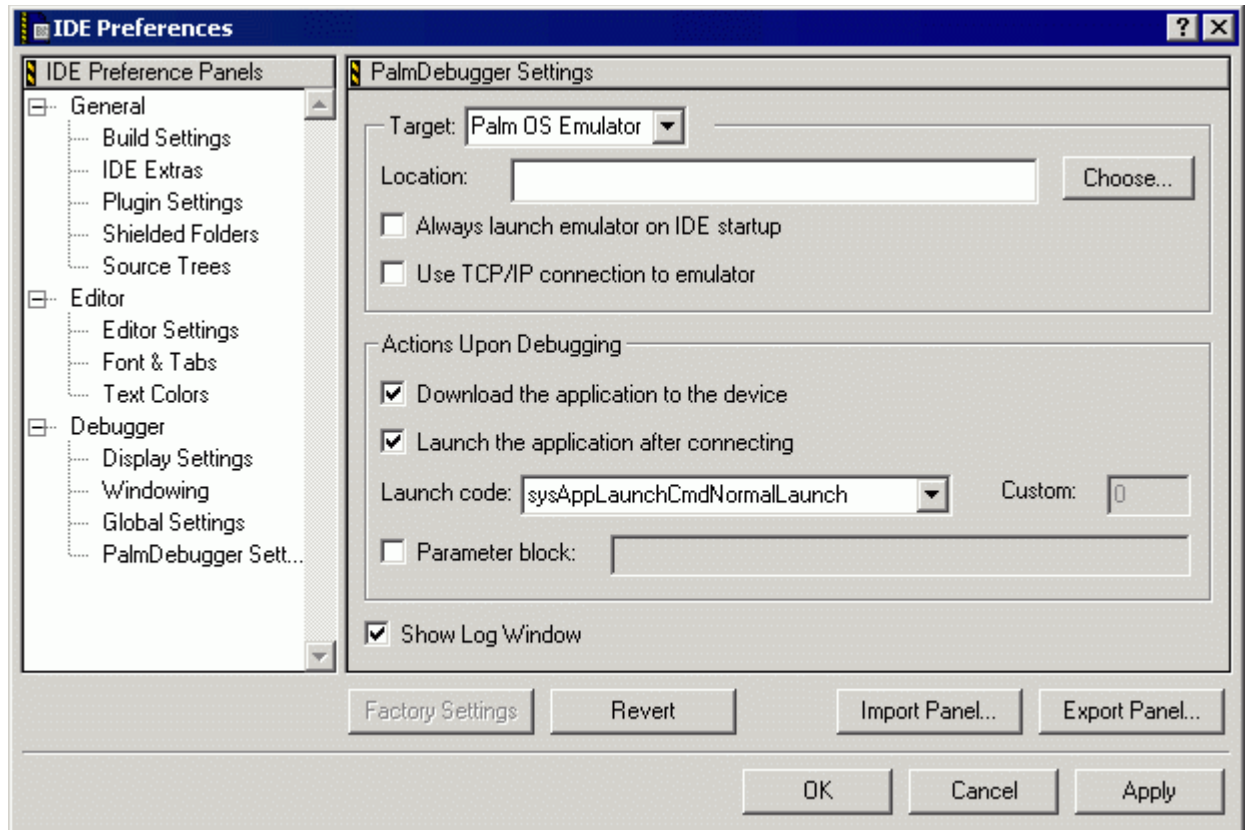 IDE Preferences
IDE Preference Panels
General
Build Settings
IDE Extras
Plugin Settings
Shielded Folders
Source Trees
Editor
Editor Settings
Font & Tabs
Text Colors
Debugger
Display Settings
Windowing
Global Settings
PalmDebugger Sett...
PalmDebugger Settings
Target: Palm OS Emulator
Location: Choose...
Always launch emulator on IDE startup
Use TCP/IP connection to emulator
Actions Upon Debugging
Download the application to the device
Launch the application after connecting
Launch code: sysAppLaunchCmdNormalLaunch Custom: 0
Parameter block:
Show Log Window
Factory Settings Revert Import Panel... Export Panel...
OK Cancel Apply